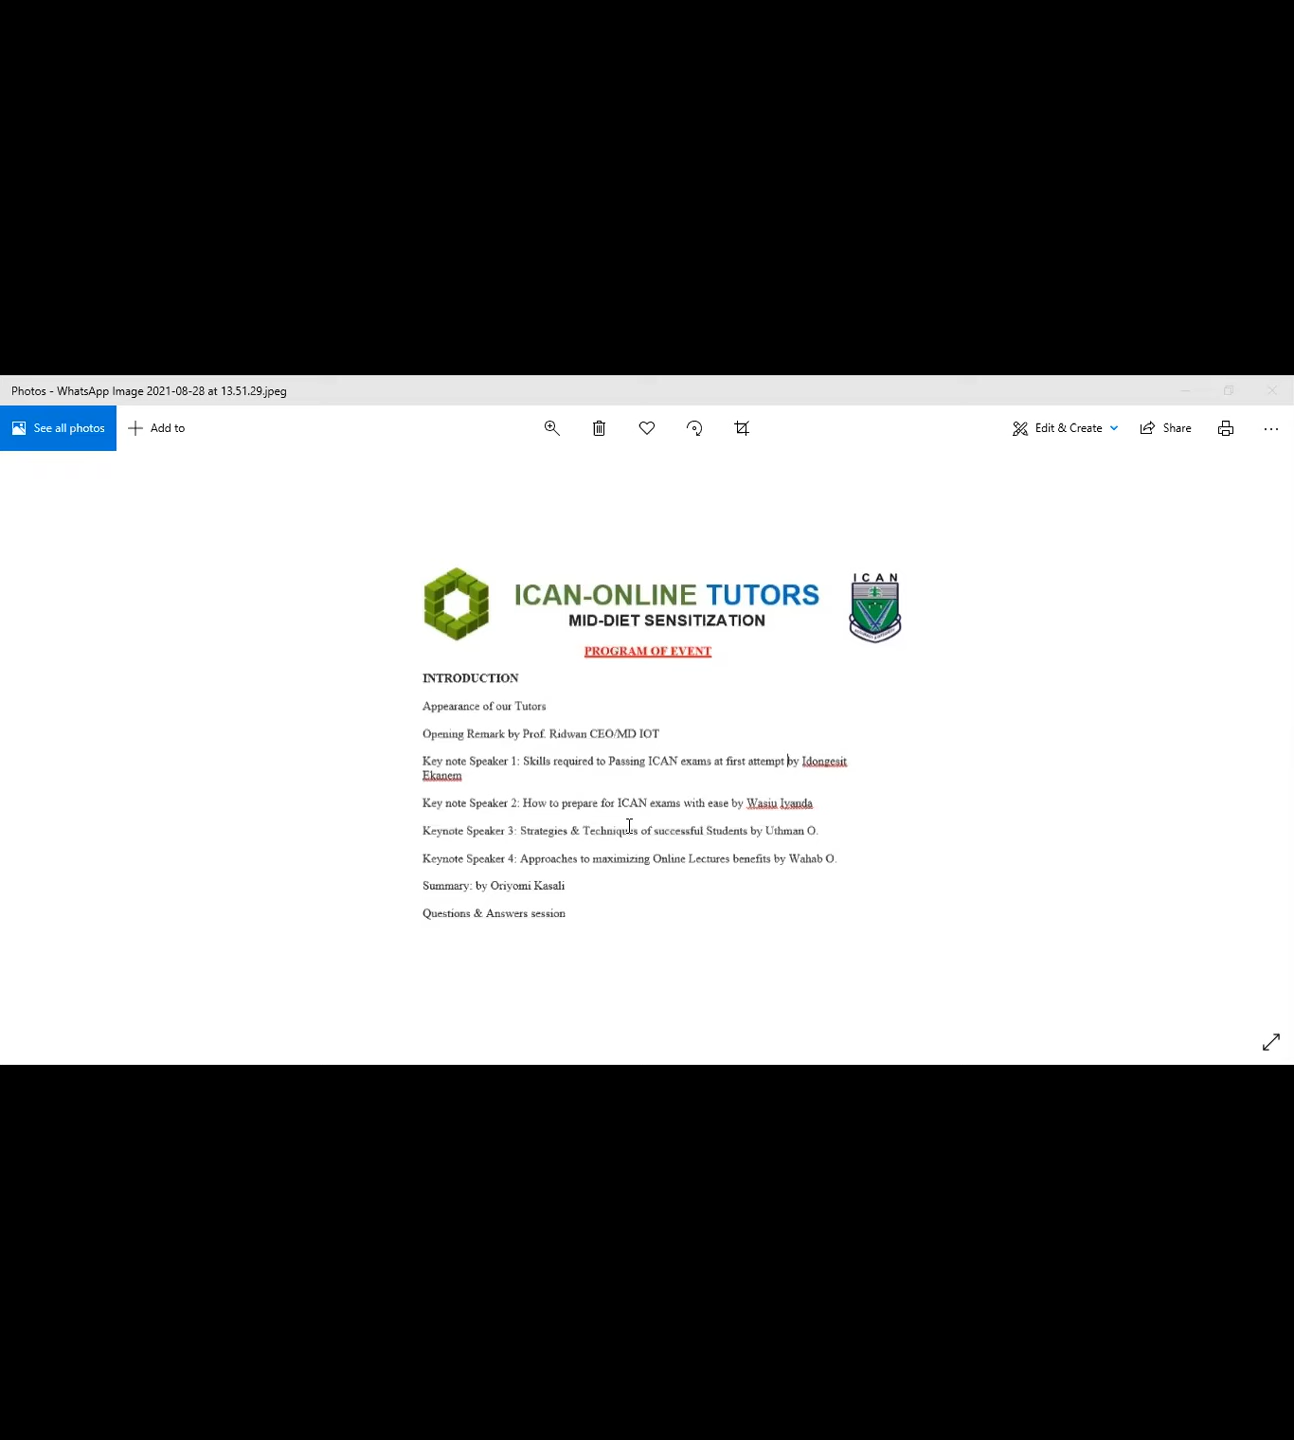 Photos - WhatsApp Image 2021-08-28 at 13.51.29.jpeg
See all photos
Add to
Edit & Create
Share
ICAN-ONLINE TUTORS
ICAN
MID-DIET SENSITIZATION
PROGRAM OF EVENT
INTRODUCTION
Appearance of our Tutors
Opening Remark by Prof. Ridwan CEO/MD IOT
Key note Speaker 1: Skills required to Passing ICAN exams at first attempt by Idongesit
Ekanem
Key note Speaker 2: How to prepare for ICAN exams with ease by Wasiu Iyanda
Keynote Speaker 3: Strategies & Techniques of successful Students by Uthman O.
Keynote Speaker 4: Approaches to maximizing Online Lectures benefits by Wahab O.
Summary: by Oriyomi Kasali
Questions & Answers session